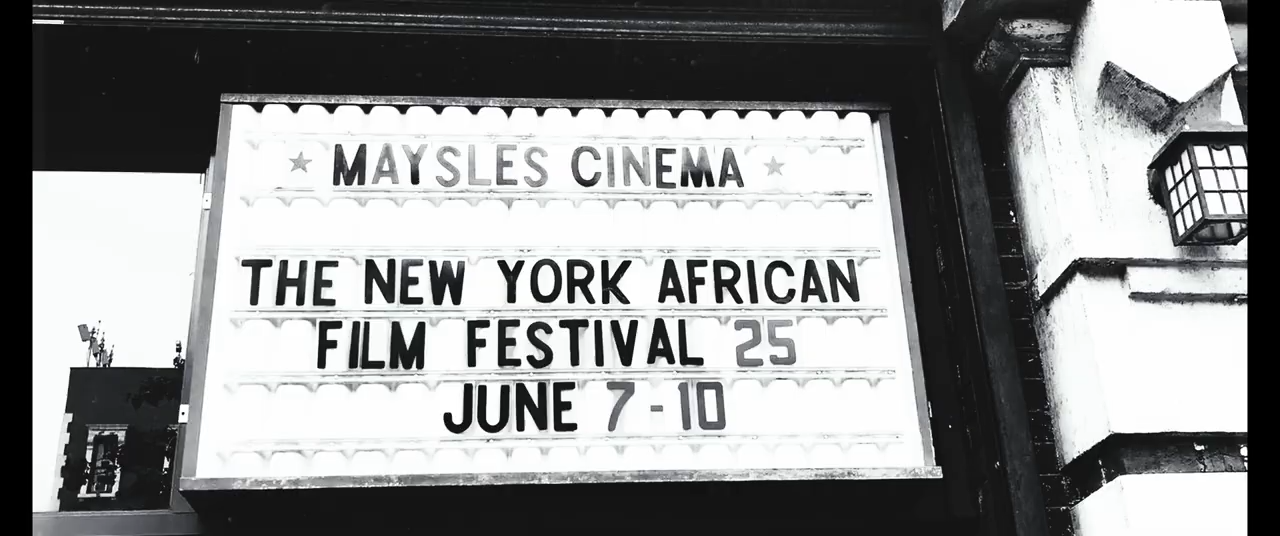 ★ MAYSLES CINEMA ★
THE NEW YORK AFRICAN
FILM FESTIVAL 25
JUNE 7-10